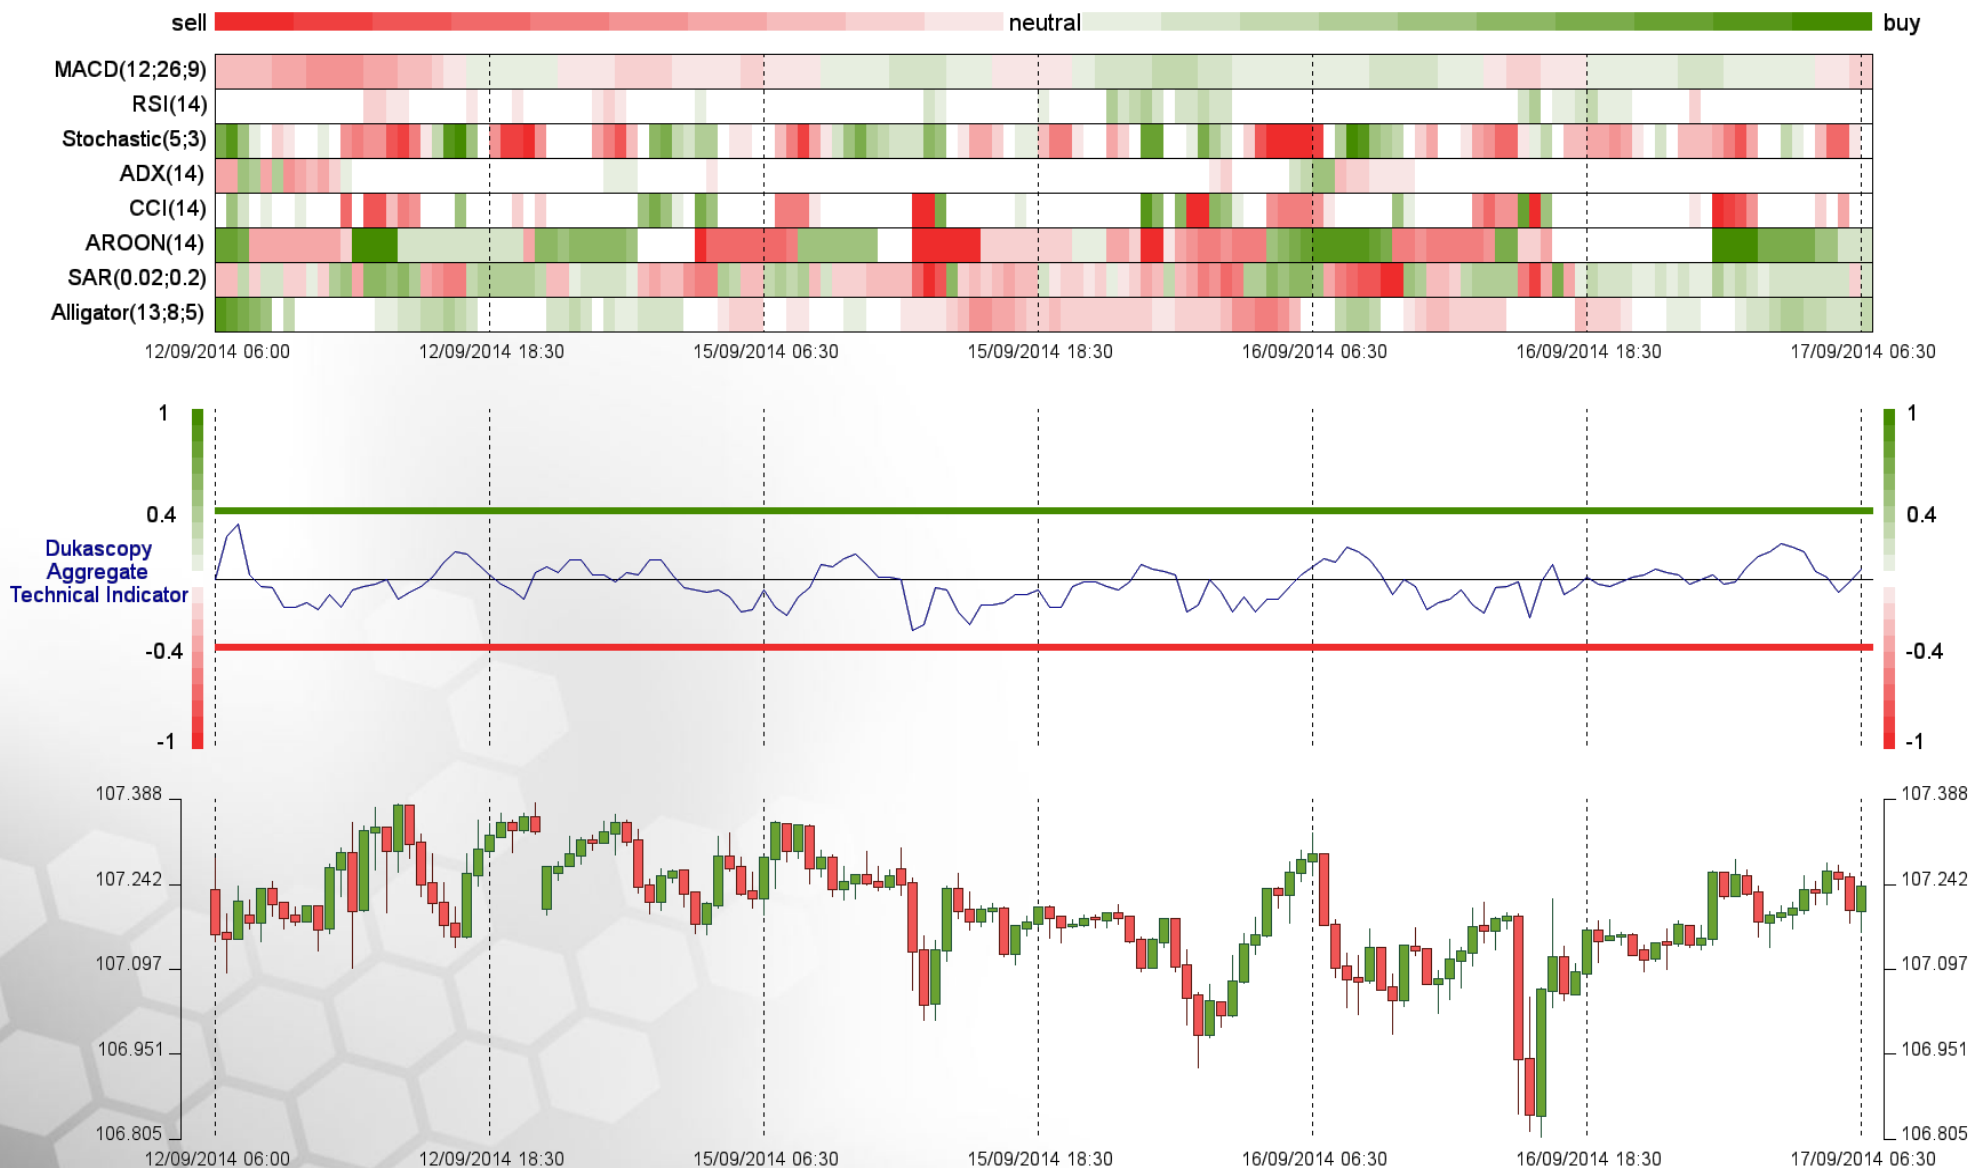 sell neutral buy
MACD(12;26;9)
RSI(14)
Stochastic(5;3)
ADX(14)
CCI(14)
AROON(14)
SAR(0.02;0.2)
Alligator(13;8;5)
12/09/2014 06:00 12/09/2014 18:30 15/09/2014 06:30 15/09/2014 18:30 16/09/2014 06:30 16/09/2014 18:30 17/09/2014 06:30
1 1
0.4 0.4
Dukascopy
Aggregate
Technical Indicator
-0.4 -0.4
-1 -1
107.388 107.388
107.242 107.242
107.097 107.097
106.951 106.951
106.805 106.805
12/09/2014 06:00 12/09/2014 18:30 15/09/2014 06:30 15/09/2014 18:30 16/09/2014 06:30 16/09/2014 18:30 17/09/2014 06:30